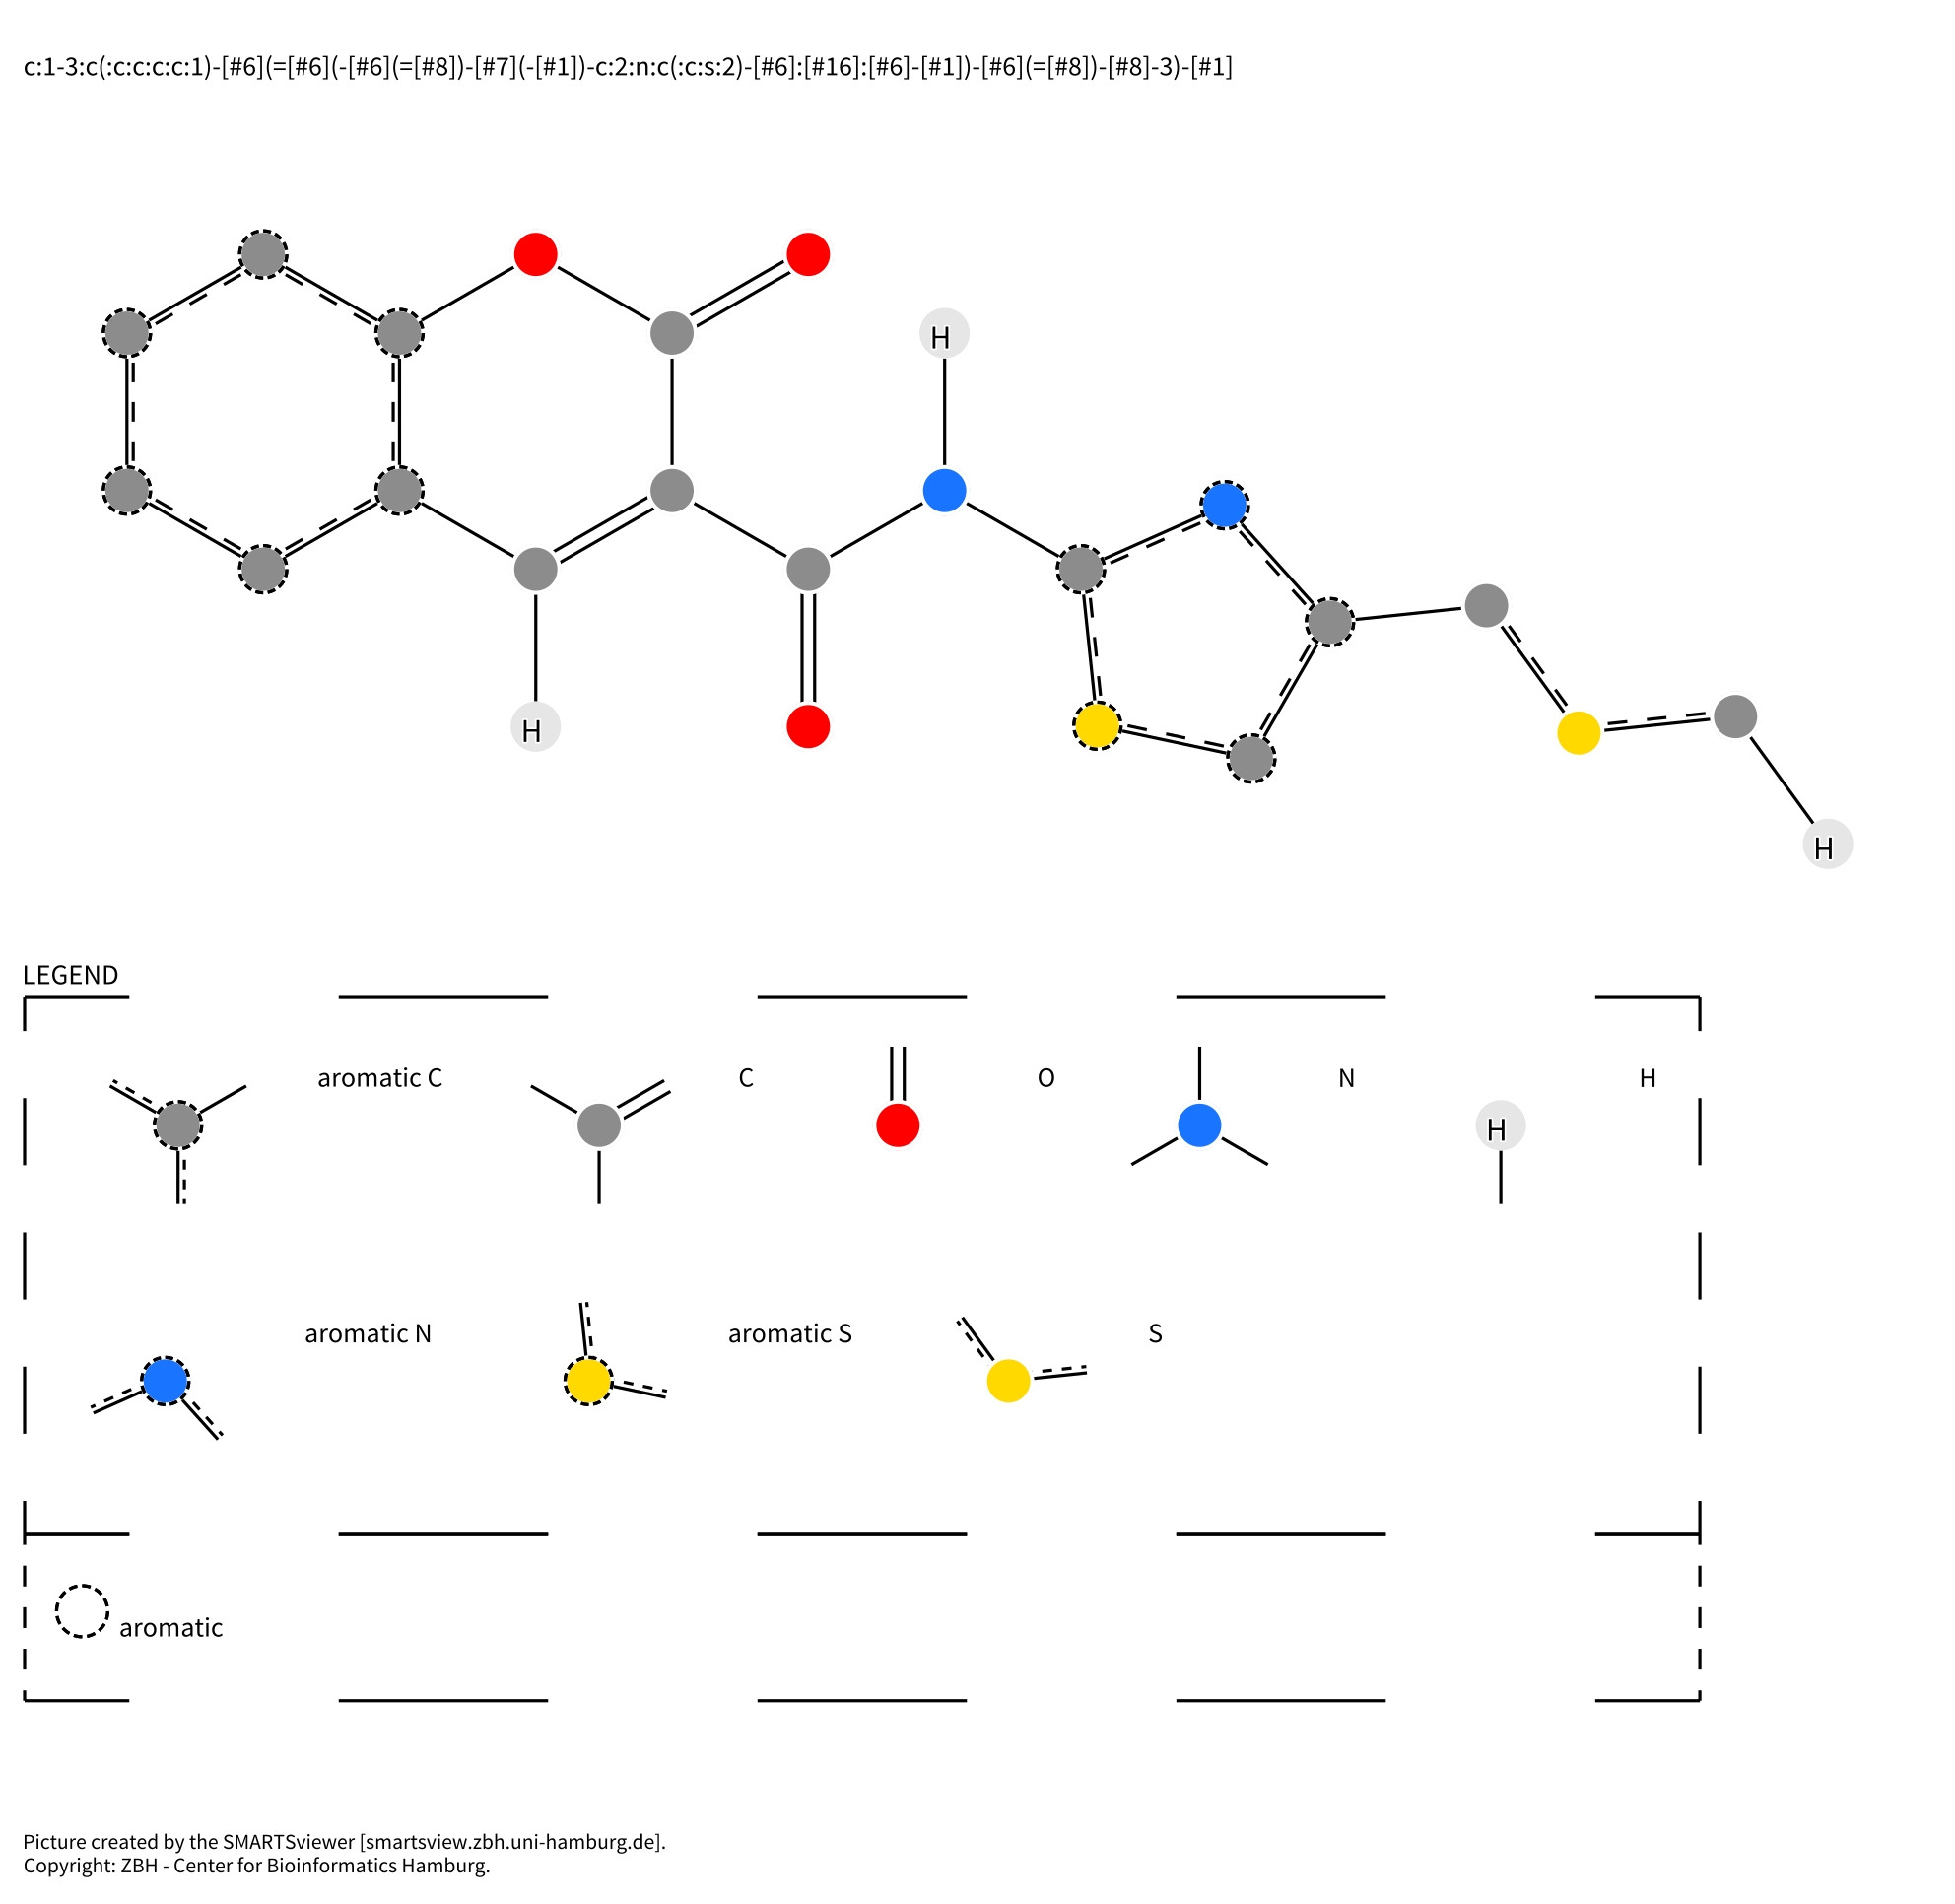 c:1-3:c(:c:c:c:c:1)-[#6](=[#6](-[#6](=[#8])-[#7](-[#1])-c:2:n:c(:c:s:2)-[#6]:[#16]:[#6]-[#1])-[#6](=[#8])-[#8]-3)-[#1]
H
H
H
LEGEND
aromatic C C O N H
H
aromatic N aromatic S S
aromatic
Picture created by the SMARTSviewer [smartsview.zbh.uni-hamburg.de].
Copyright: ZBH - Center for Bioinformatics Hamburg.